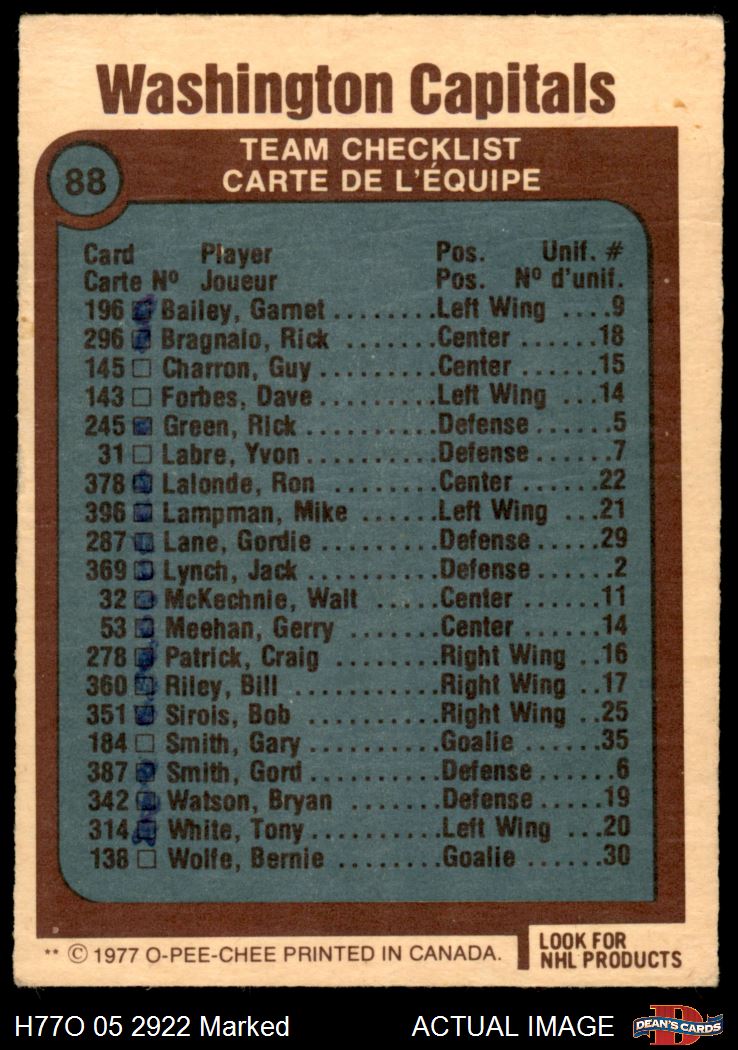 Washington Capitals
88
TEAM CHECKLIST
CARTE DE L'ÉQUIPE
Card Player Pos. Unif. #
Carte Nº Joueur Pos. Nº d'unif.
196 Bailey, Garnet ........Left Wing ....9
296 Bragnalo, Rick ........Center ......18
145 Charron, Guy ..........Center ......15
143 Forbes, Dave ..........Left Wing ...14
245 Green, Rick ...........Defense .....5
31 Labre, Yvon ...........Defense ......7
378 Lalonde, Ron .........Center ......22
396 Lampman, Mike ......Left Wing ...21
287 Lane, Gordie ..........Defense .....29
369 Lynch, Jack ...........Defense ......2
32 McKechnie, Walt .....Center ......11
53 Meehan, Gerry .......Center ......14
278 Patrick, Craig ........Right Wing ..16
360 Riley, Bill ............Right Wing ..17
351 Sirois, Bob ..........Right Wing ..25
184 Smith, Gary ..........Goalie ......35
387 Smith, Gord ..........Defense ......6
342 Watson, Bryan .......Defense .....19
314 White, Tony ..........Left Wing ...20
138 Wolfe, Bernie ........Goalie ......30
** © 1977 O-PEE-CHEE PRINTED IN CANADA.
LOOK FOR
NHL PRODUCTS
H77O 05 2922 Marked ACTUAL IMAGE
D
DEAN'S CARDS